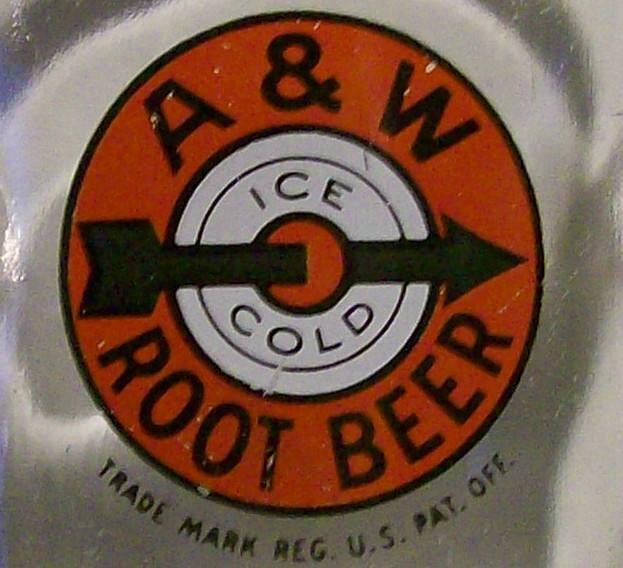 A & W
ICE
COLD
ROOT BEER
TRADE MARK REG. U.S. PAT. OFF.